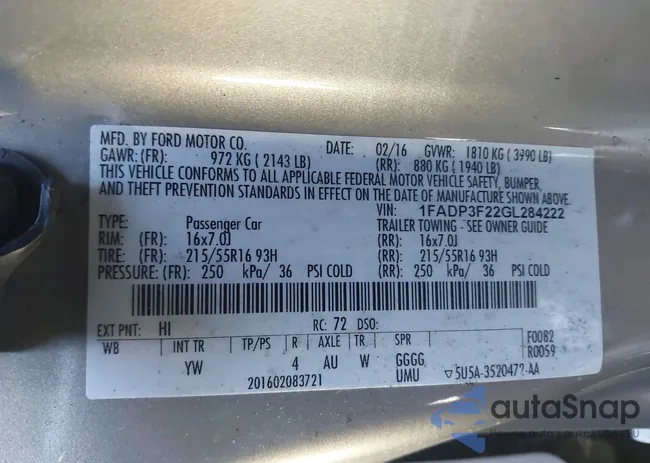 MFD. BY FORD MOTOR CO. DATE: 02/16 GVWR: 1810 KG ( 3990 LB)
GAWR: (FR): 972 KG ( 2143 LB) (RR): 880 KG ( 1940 LB)
THIS VEHICLE CONFORMS TO ALL APPLICABLE FEDERAL MOTOR VEHICLE SAFETY, BUMPER,
AND THEFT PREVENTION STANDARDS IN EFFECT ON THE DATE OF MANUFACTURE SHOWN ABOVE.
VIN: 1FADP3F22GL284222
TYPE: Passenger Car TRAILER TOWING - SEE OWNER GUIDE
RIM: (FR): 16x7.0J (RR): 16x7.0J
TIRE: (FR): 215/55R16 93H (RR): 215/55R16 93H
PRESSURE: (FR): 250 kPa/ 36 PSI COLD (RR): 250 kPa/ 36 PSI COLD
EXT PNT: HI RC: 72 DSO: F0082
WB INT TR TP/PS R AXLE TR SPR R0059
YW 4 AU W GGGG
201602083721 UMU ▽5U5A-3520472-AA
autoSnap